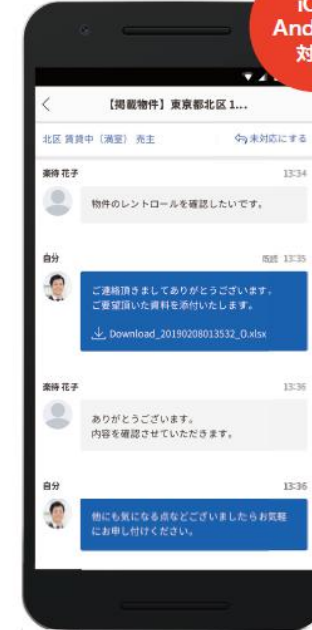 iO
And
対
【掲載物件】東京都北区1...
北区 賃貸中（満室） 売主
未対応にする
楽待 花子
13:34
物件のレントロールを確認したいです。
自分
既読 13:35
ご連絡頂きましてありがとうございます。
ご要望頂いた資料を添付いたします。
Download_20190208013532_O.xlsx
楽待 花子
13:36
ありがとうございます。
内容を確認させていただきます。
自分
13:36
他にも気になる点などございましたらお気軽
にお申し付けください。